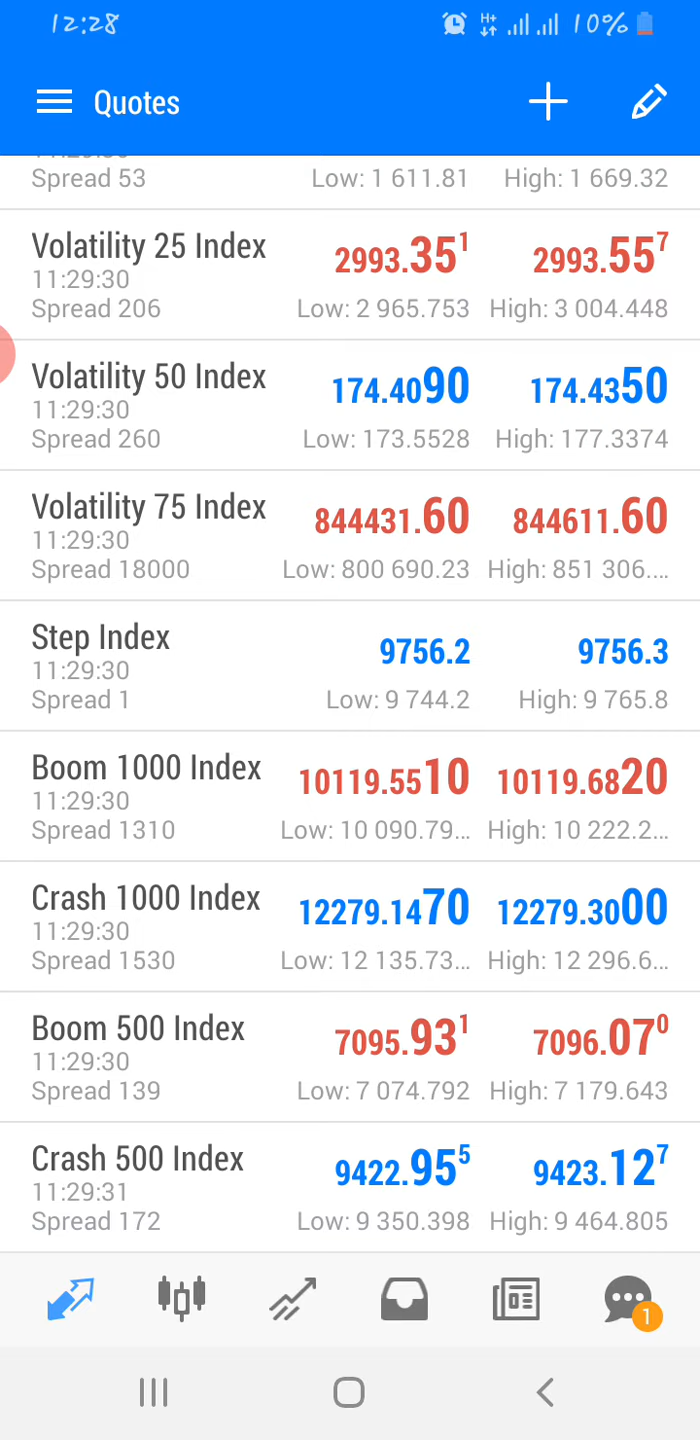 12:28 10%
Quotes
Spread 53 Low: 1 611.81 High: 1 669.32
Volatility 25 Index 2993.351 2993.557
11:29:30
Spread 206 Low: 2 965.753 High: 3 004.448
Volatility 50 Index 174.4090 174.4350
11:29:30
Spread 260 Low: 173.5528 High: 177.3374
Volatility 75 Index 844431.60 844611.60
11:29:30
Spread 18000 Low: 800 690.23 High: 851 306....
Step Index 9756.2 9756.3
11:29:30
Spread 1 Low: 9 744.2 High: 9 765.8
Boom 1000 Index 10119.5510 10119.6820
11:29:30
Spread 1310 Low: 10 090.79... High: 10 222.2...
Crash 1000 Index 12279.1470 12279.3000
11:29:30
Spread 1530 Low: 12 135.73... High: 12 296.6...
Boom 500 Index 7095.931 7096.070
11:29:30
Spread 139 Low: 7 074.792 High: 7 179.643
Crash 500 Index 9422.955 9423.127
11:29:31
Spread 172 Low: 9 350.398 High: 9 464.805
1